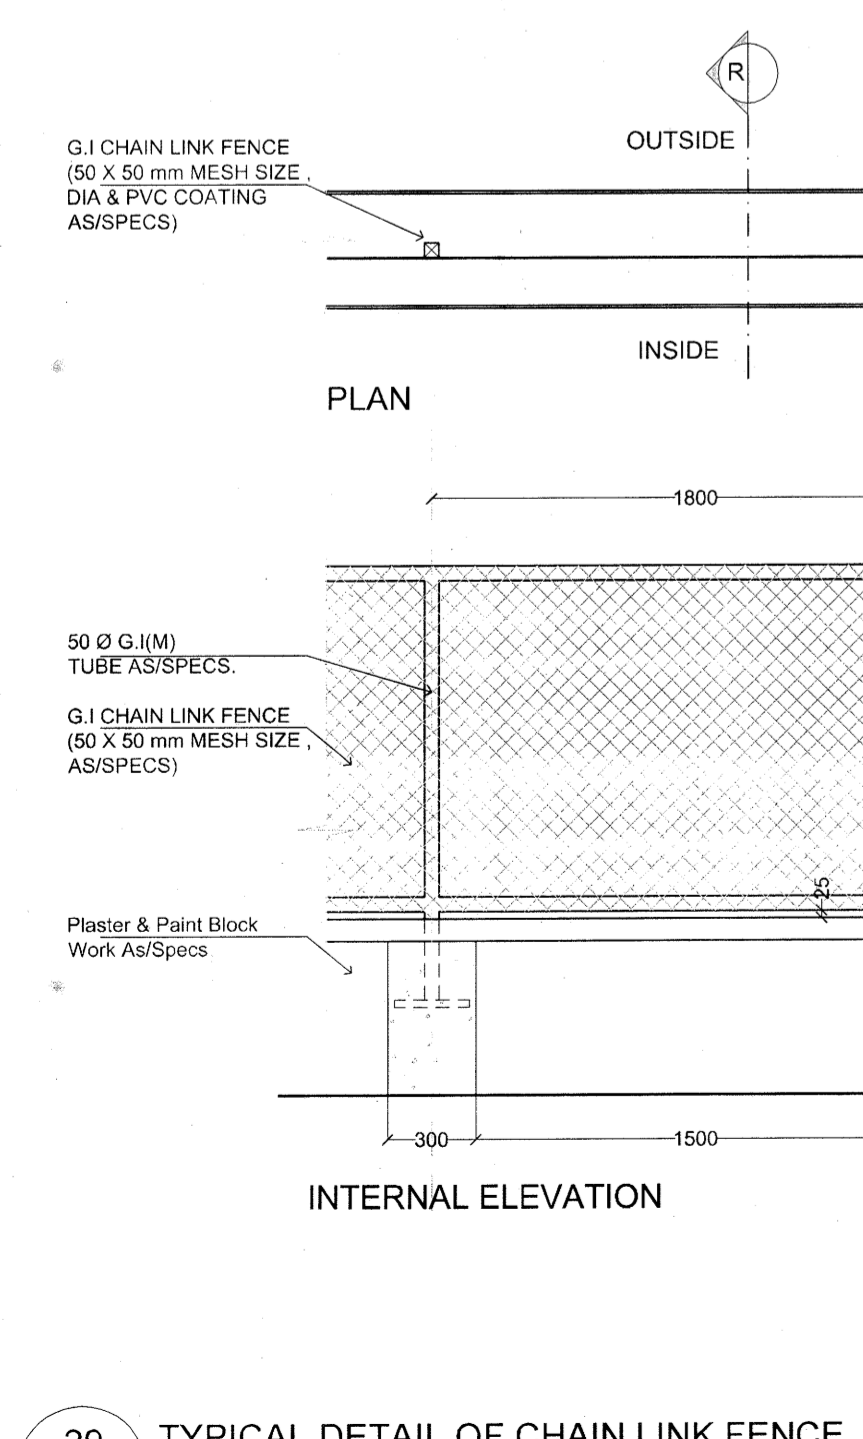 R
OUTSIDE
G.I CHAIN LINK FENCE
(50 X 50 mm MESH SIZE ,
DIA & PVC COATING
AS/SPECS)
INSIDE
PLAN
1800
50 Ø G.I(M)
TUBE AS/SPECS.
G.I CHAIN LINK FENCE
(50 X 50 mm MESH SIZE ,
AS/SPECS)
25
Plaster & Paint Block
Work As/Specs
300
1500
INTERNAL ELEVATION
TYPICAL DETAIL OF CHAIN LINK FENCE